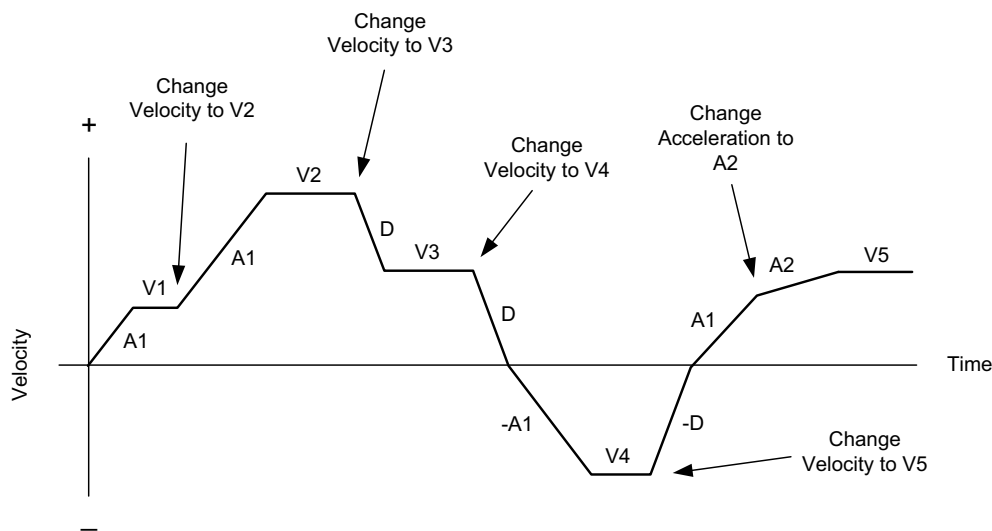 Change
Velocity to V3
Change
Velocity to V2
Change
Acceleration to
A2
Change
Velocity to V4
+
V2
D
V3
A1
V1
A1
D
A2
V5
A1
Velocity
Time
-A1
-D
V4
Change
Velocity to V5
–